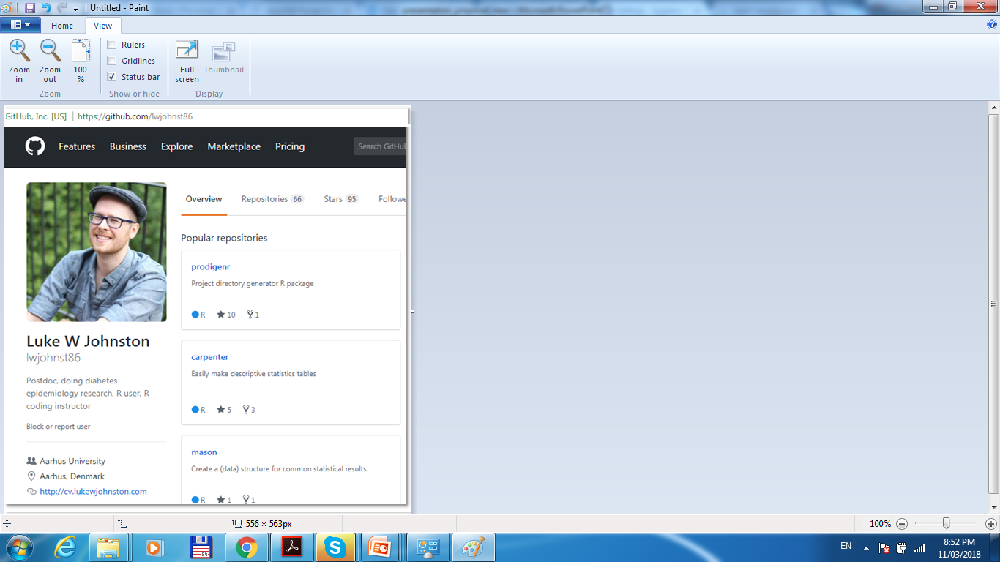 Untitled - Paint
Home View
Rulers
Gridlines
Status bar
Zoom in
Zoom out
100 %
Full screen
Thumbnail
Zoom
Show or hide
Display
GitHub, Inc. [US] https://github.com/lwjohnst86
Features Business Explore Marketplace Pricing Search GitHub
Overview Repositories 66 Stars 95 Followe
Popular repositories
prodigenr
Project directory generator R package
R 10 1
carpenter
Easily make descriptive statistics tables
R 5 3
mason
Create a (data) structure for common statistical results.
R 1 1
Luke W Johnston
lwjohnst86
Postdoc, doing diabetes
epidemiology research, R user, R
coding instructor
Block or report user
Aarhus University
Aarhus, Denmark
http://cv.lukewjohnston.com
556 × 563px
100%
EN
8:52 PM
11/03/2018